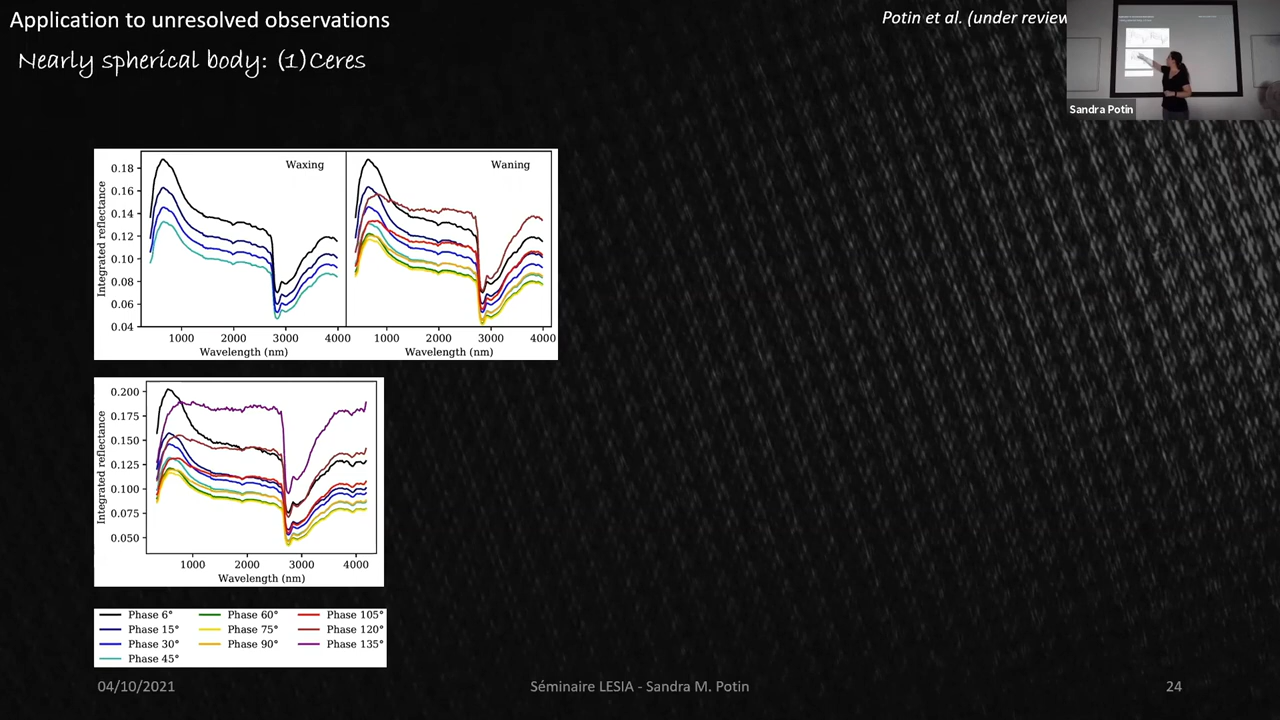 Application to unresolved observations
Potin et al. (under review
Nearly spherical body: (1) Ceres
Sandra Potin
Waxing
Waning
Integrated reflectance
0.18
0.16
0.14
0.12
0.10
0.08
0.06
0.04
1000
2000
3000
4000
1000
2000
3000
4000
Wavelength (nm)
Wavelength (nm)
Integrated reflectance
0.200
0.175
0.150
0.125
0.100
0.075
0.050
1000
2000
3000
4000
Wavelength (nm)
Phase 6°
Phase 60°
Phase 105°
Phase 15°
Phase 75°
Phase 120°
Phase 30°
Phase 90°
Phase 135°
Phase 45°
04/10/2021
Séminaire LESIA - Sandra M. Potin
24